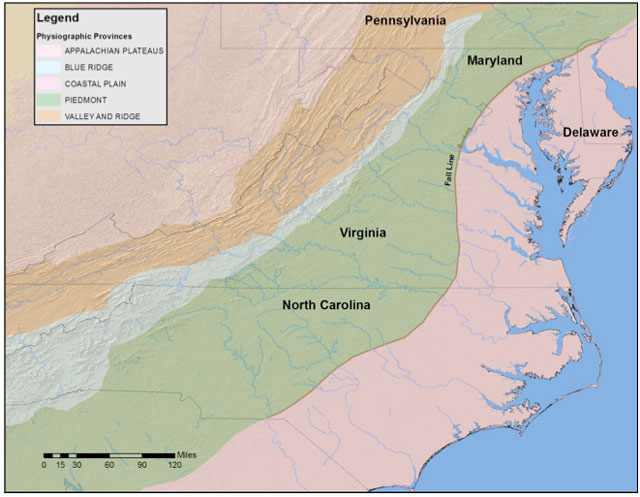 Legend
Physiographic Provinces
APPALACHIAN PLATEAUS
BLUE RIDGE
COASTAL PLAIN
PIEDMONT
VALLEY AND RIDGE
Pennsylvania
Maryland
Delaware
Fall Line
Virginia
North Carolina
Miles
0 15 30 60 90 120